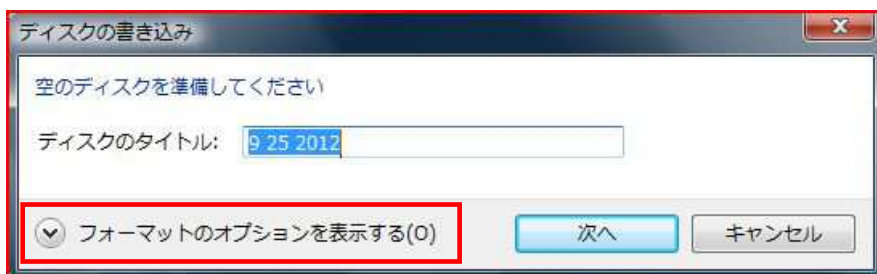 ディスクの書き込み
空のディスクを準備してください
ディスクのタイトル: 9 25 2012
フォーマットのオプションを表示する(O) 次へ キャンセル